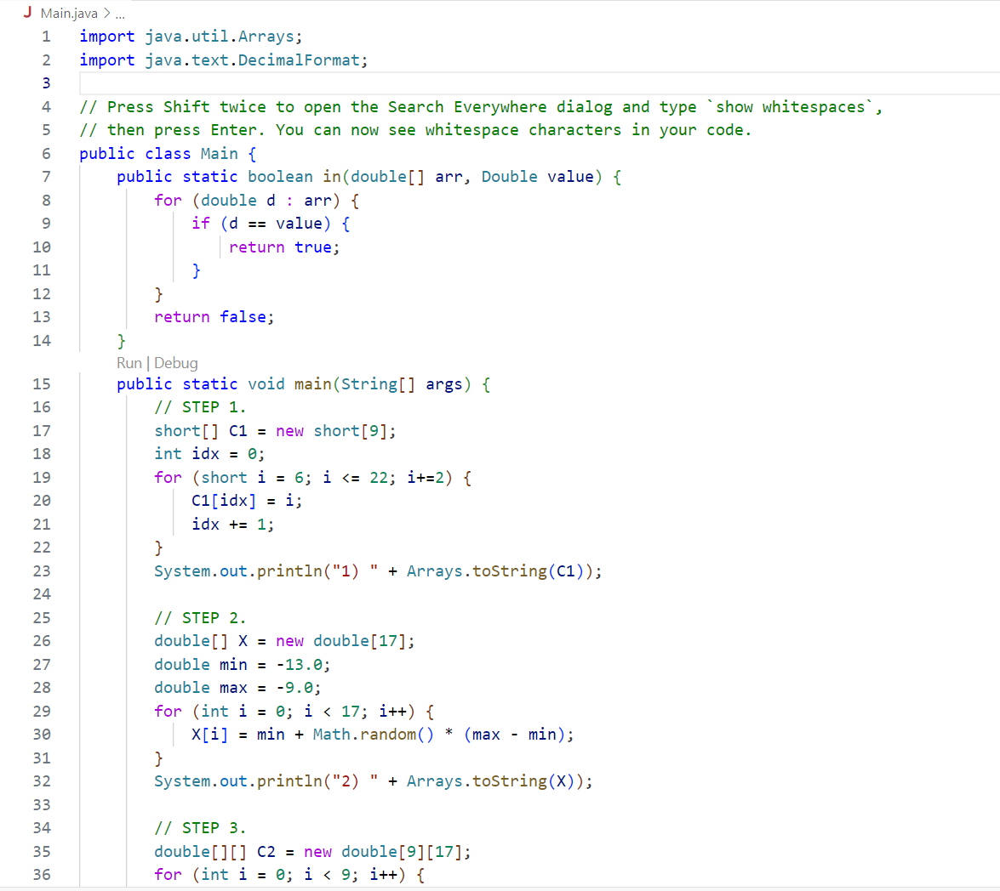 J Main.java > ...
1 import java.util.Arrays;
2 import java.text.DecimalFormat;
3
4 // Press Shift twice to open the Search Everywhere dialog and type `show whitespaces`,
5 // then press Enter. You can now see whitespace characters in your code.
6 public class Main {
7     public static boolean in(double[] arr, Double value) {
8         for (double d : arr) {
9             if (d == value) {
10                 return true;
11             }
12         }
13         return false;
14     }
Run | Debug
15     public static void main(String[] args) {
16         // STEP 1.
17         short[] C1 = new short[9];
18         int idx = 0;
19         for (short i = 6; i <= 22; i+=2) {
20             C1[idx] = i;
21             idx += 1;
22         }
23         System.out.println("1) " + Arrays.toString(C1));
24
25         // STEP 2.
26         double[] X = new double[17];
27         double min = -13.0;
28         double max = -9.0;
29         for (int i = 0; i < 17; i++) {
30             X[i] = min + Math.random() * (max - min);
31         }
32         System.out.println("2) " + Arrays.toString(X));
33
34         // STEP 3.
35         double[][] C2 = new double[9][17];
36         for (int i = 0; i < 9; i++) {